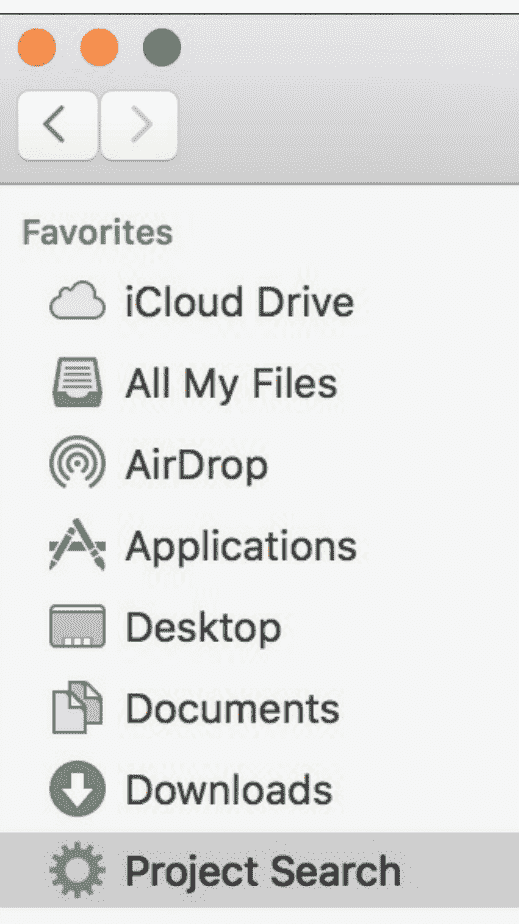 Favorites
iCloud Drive
All My Files
AirDrop
Applications
Desktop
Documents
Downloads
Project Search